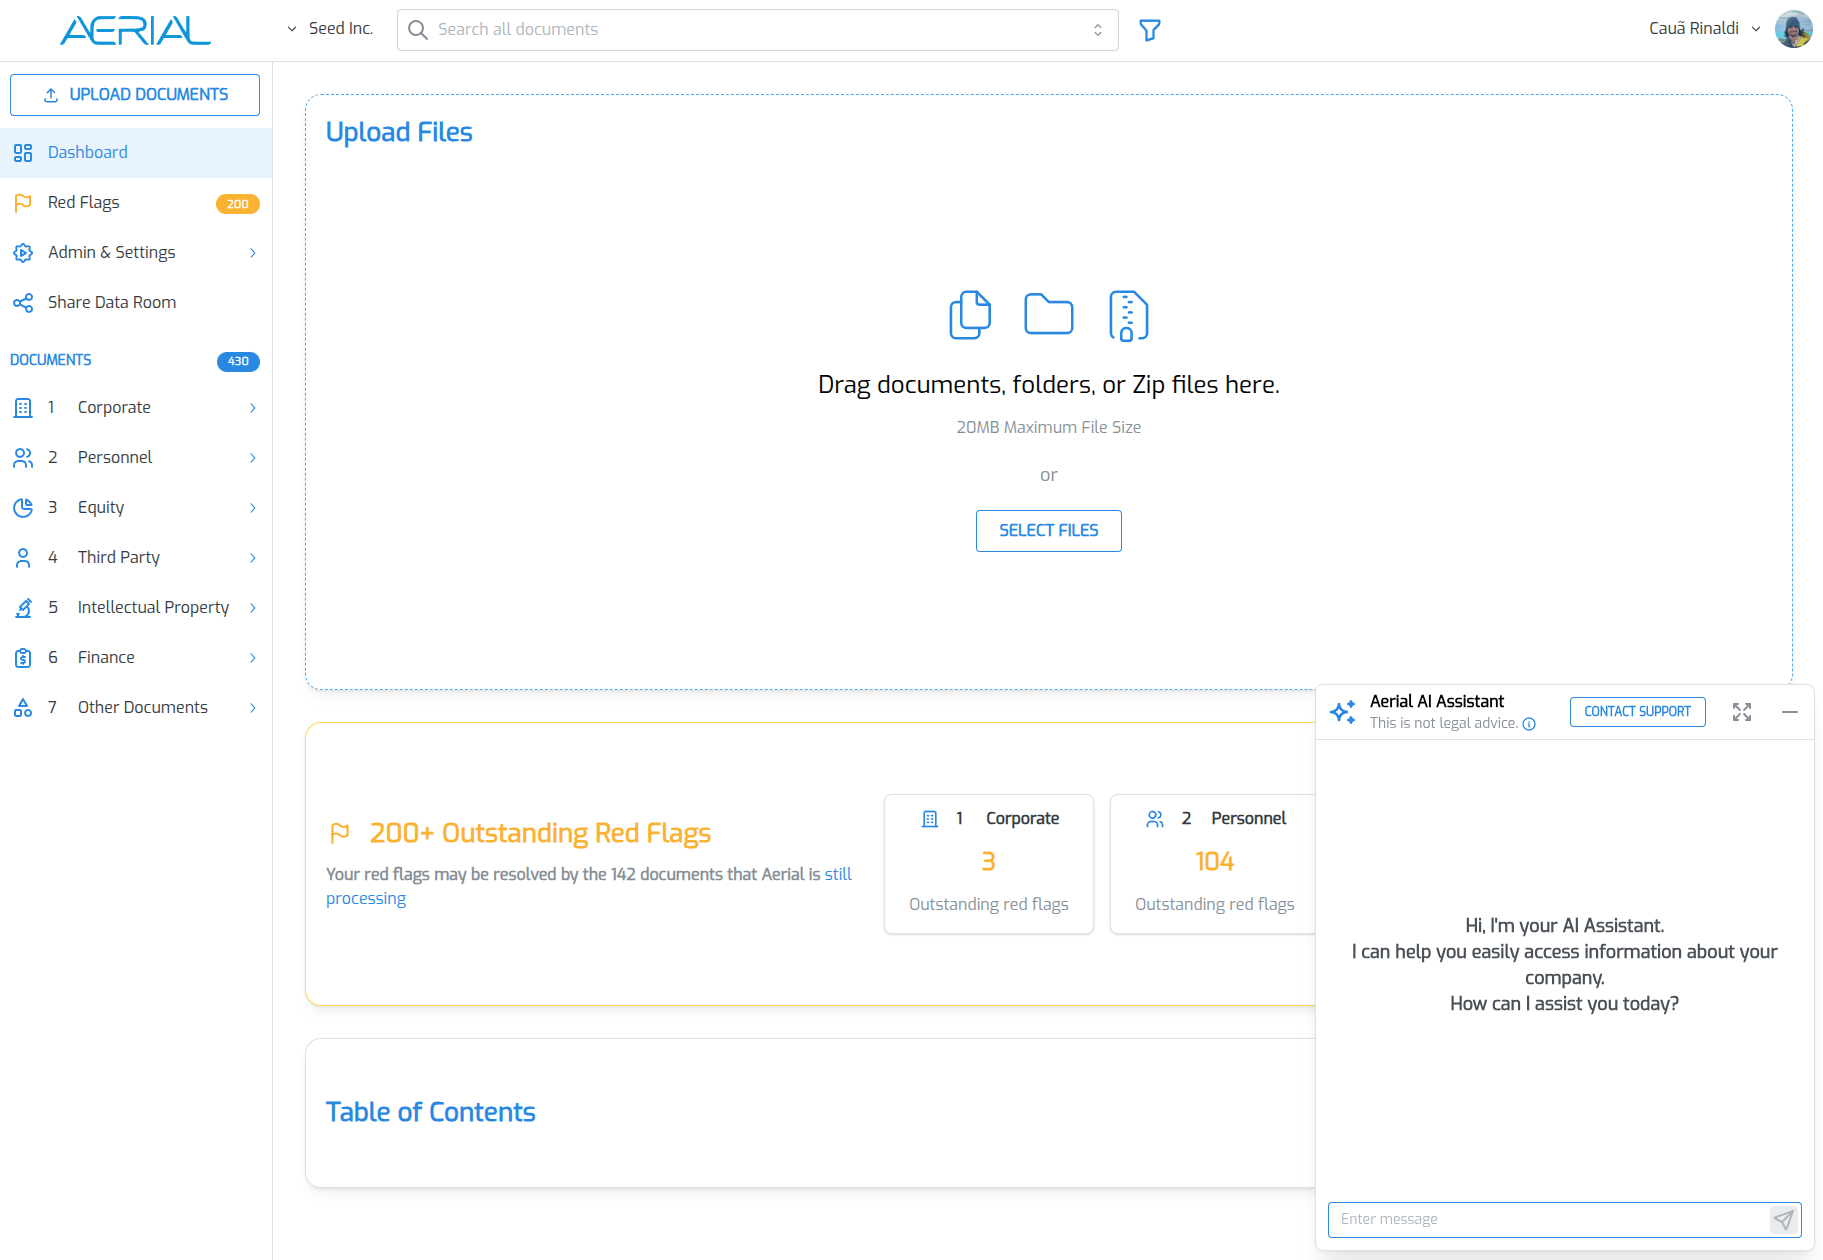 AERIAL
Seed Inc.
Search all documents
Cauã Rinaldi
UPLOAD DOCUMENTS
Dashboard
Red Flags 200
Admin & Settings
Share Data Room
DOCUMENTS 430
1 Corporate
2 Personnel
3 Equity
4 Third Party
5 Intellectual Property
6 Finance
7 Other Documents
Upload Files
Drag documents, folders, or Zip files here.
20MB Maximum File Size
or
SELECT FILES
200+ Outstanding Red Flags
Your red flags may be resolved by the 142 documents that Aerial is still
processing
1 Corporate
3
Outstanding red flags
2 Personnel
104
Outstanding red flags
Table of Contents
Aerial AI Assistant
This is not legal advice.
CONTACT SUPPORT
Hi, I'm your AI Assistant.
I can help you easily access information about your
company.
How can I assist you today?
Enter message